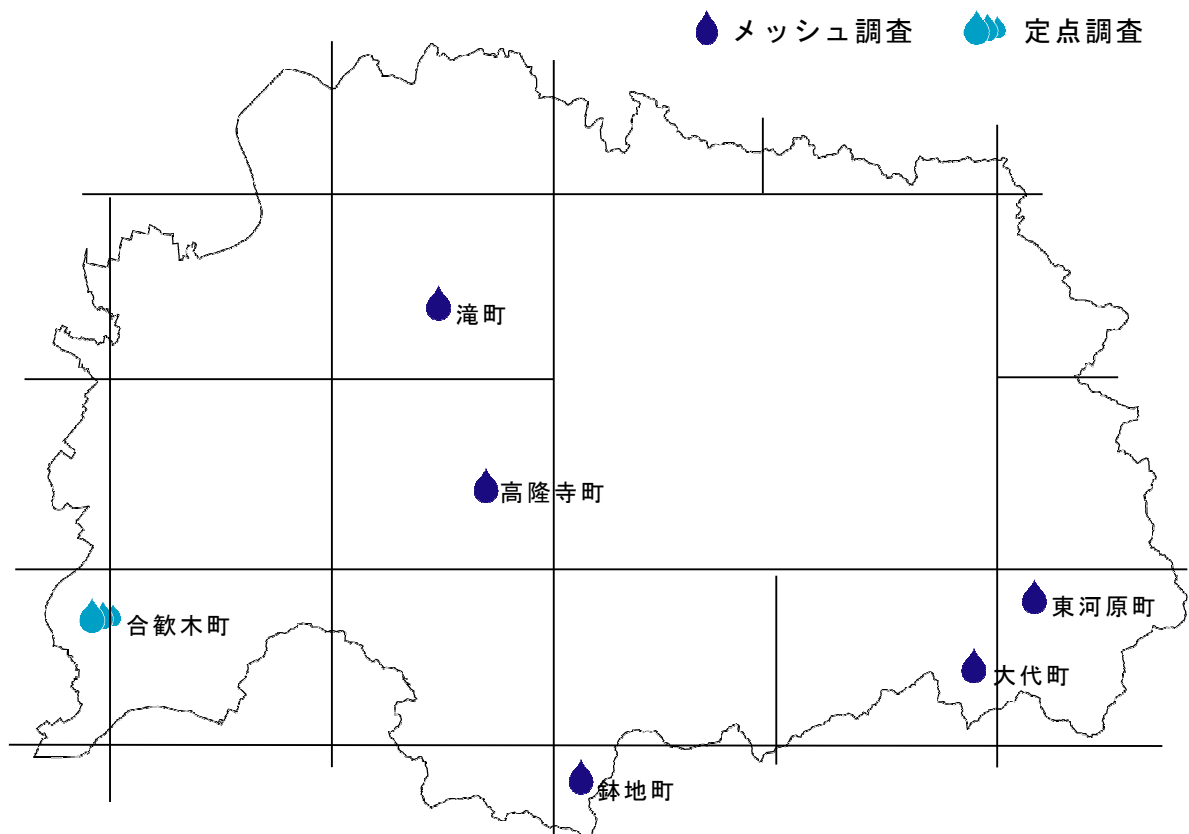 メッシュ調査 定点調査
滝町
高隆寺町
東河原町
合歓木町
大代町
鉢地町